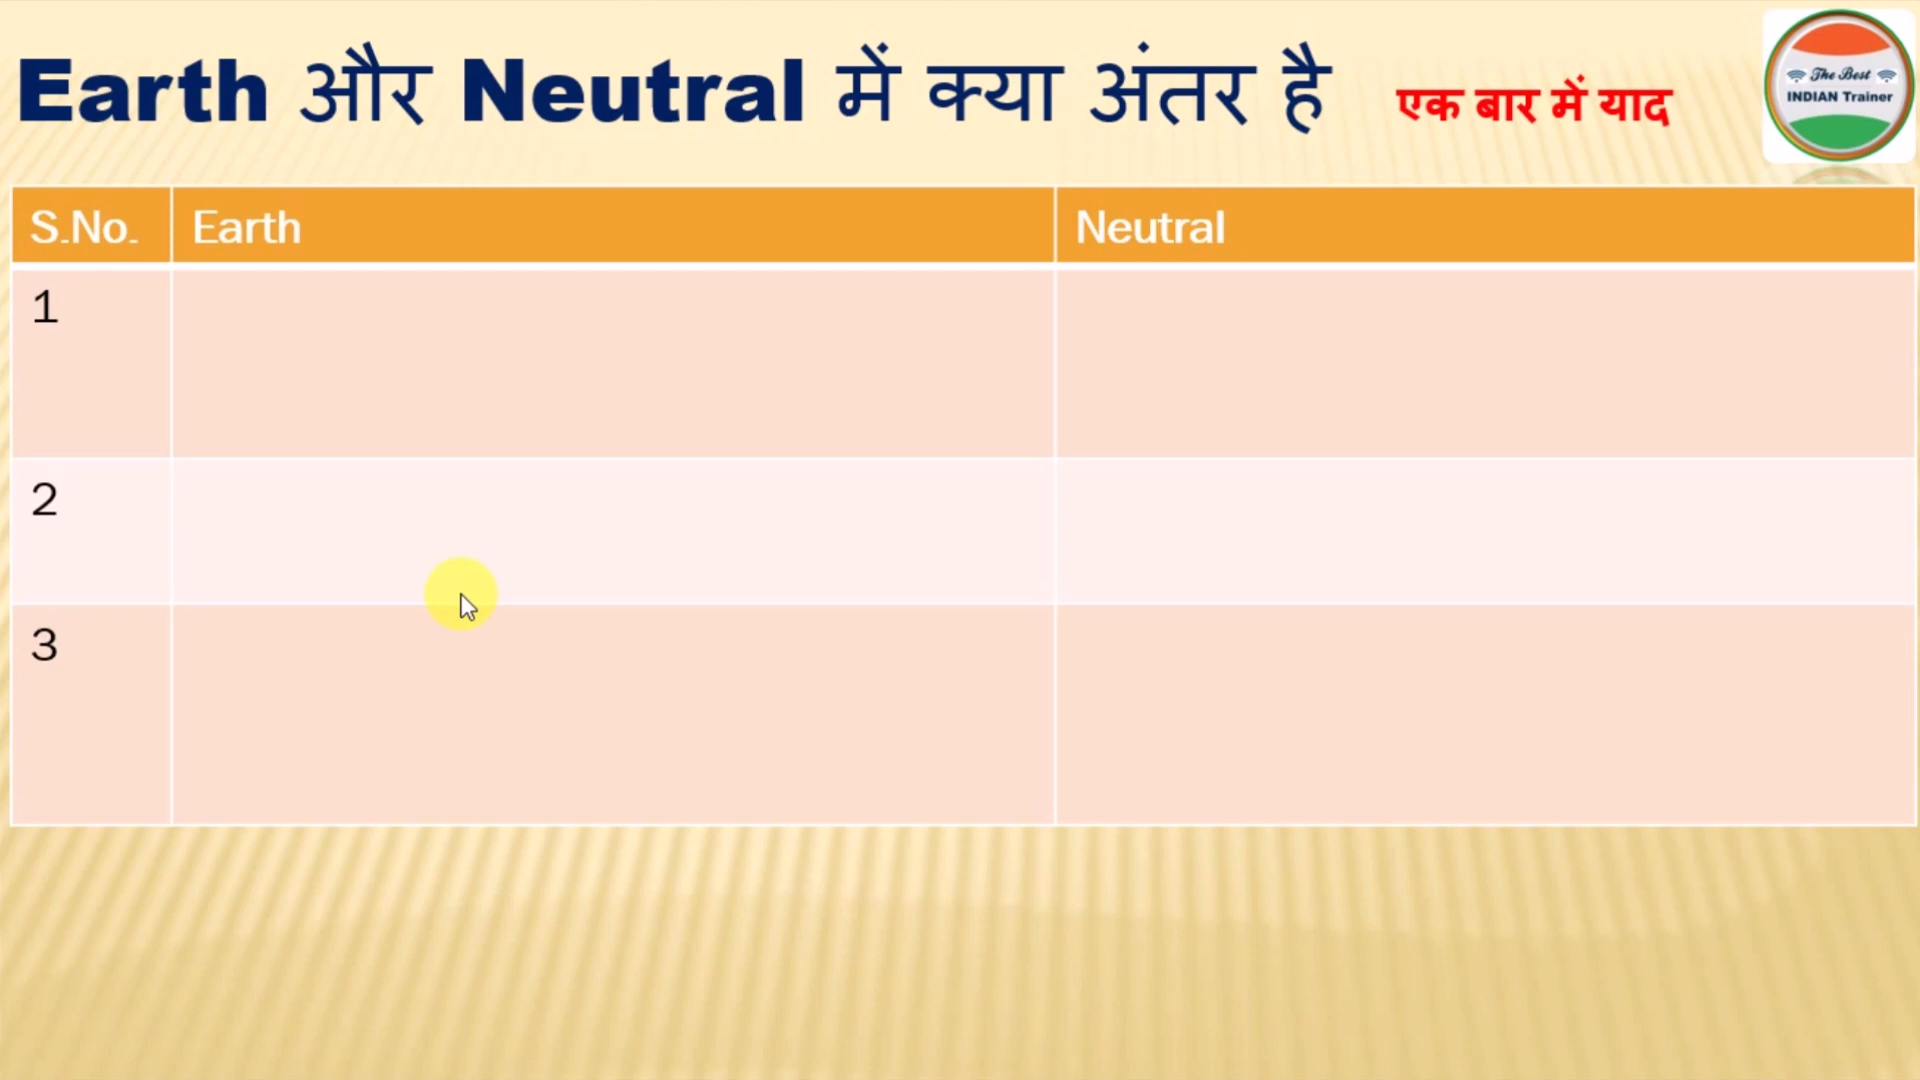 Earth और Neutral में क्या अंतर है एक बार में याद
The Best
INDIAN Trainer
S.No. Earth Neutral
1
2
3